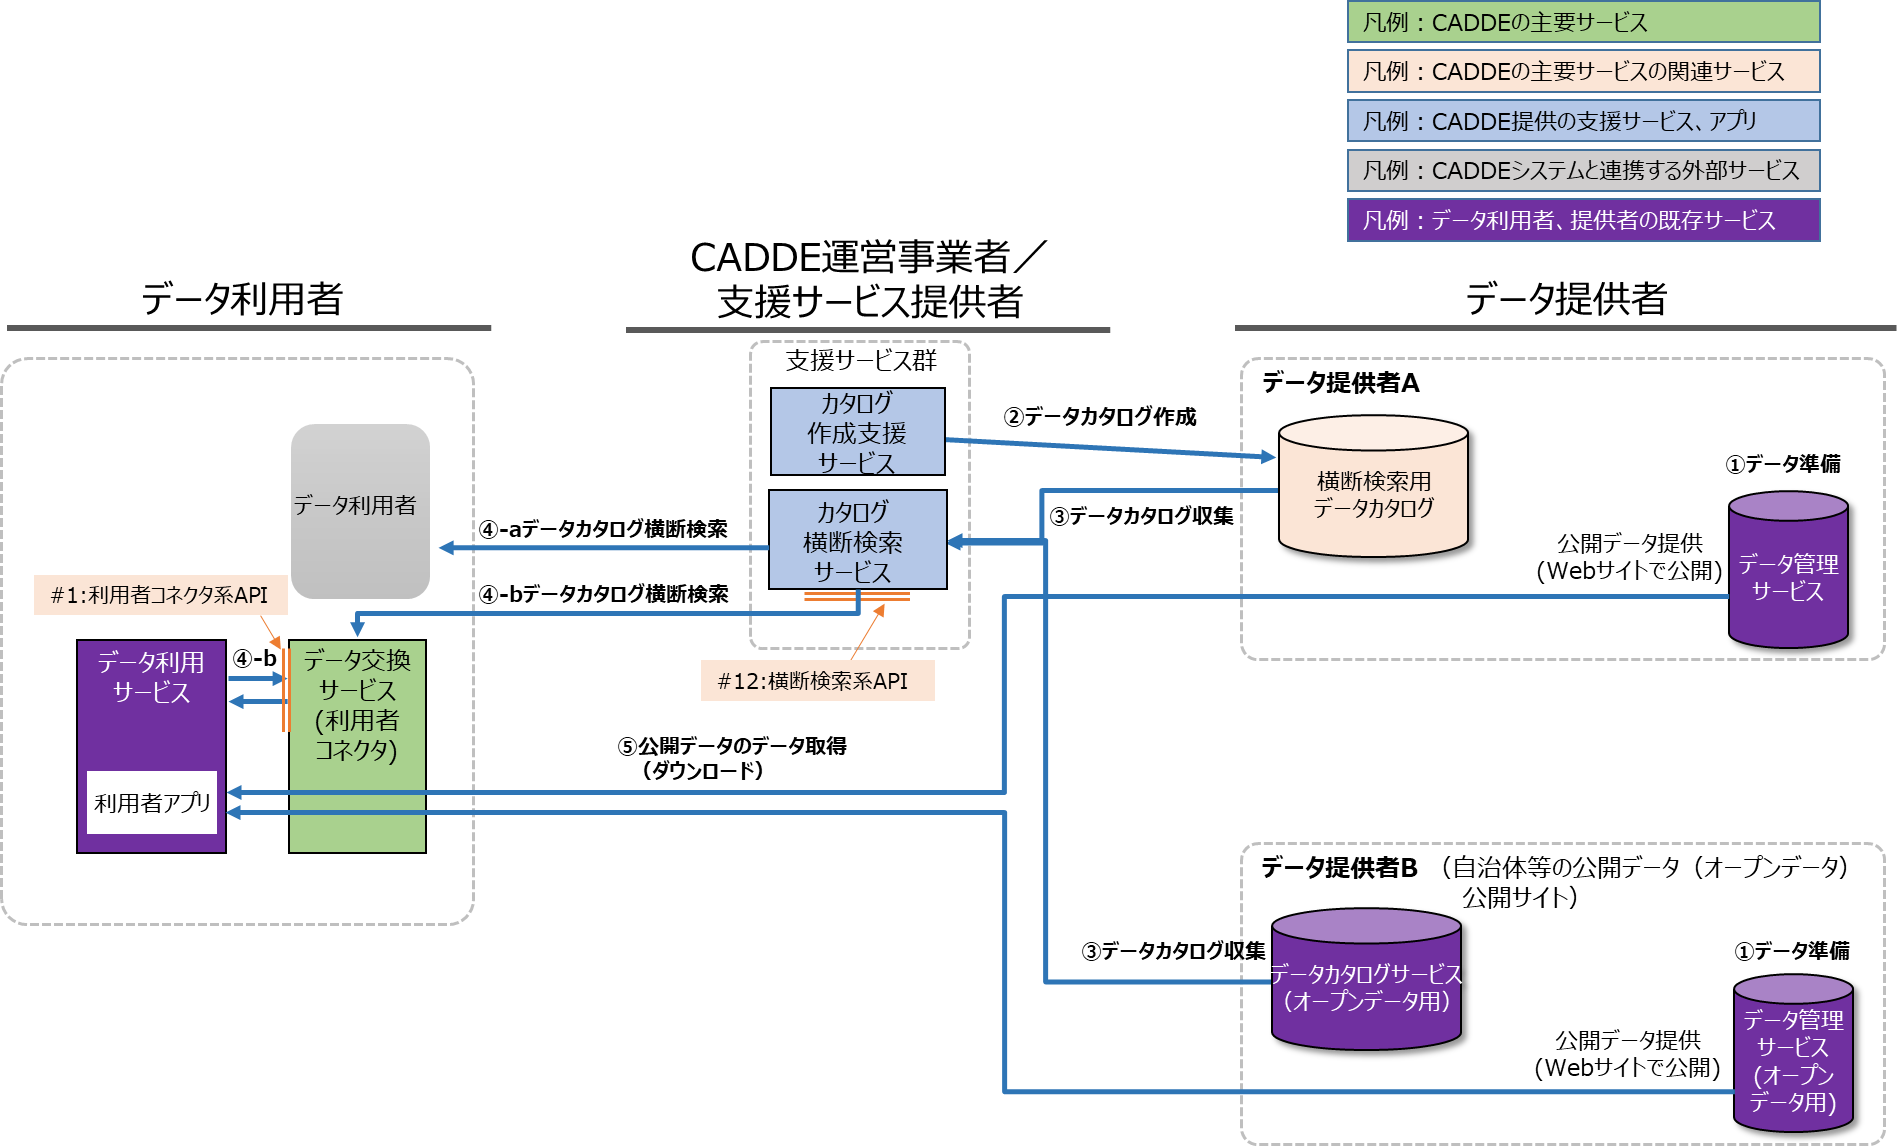 凡例：CADDEの主要サービス
凡例：CADDEの主要サービスの関連サービス
凡例：CADDE提供の支援サービス、アプリ
凡例：CADDEシステムと連携する外部サービス
凡例：データ利用者、提供者の既存サービス
データ利用者
CADDE運営事業者／
支援サービス提供者
データ提供者
支援サービス群
カタログ
作成支援
サービス
②データカタログ作成
データ提供者A
横断検索用
データカタログ
①データ準備
データ管理
サービス
公開データ提供
(Webサイトで公開)
③データカタログ収集
カタログ
横断検索
サービス
④-aデータカタログ横断検索
データ利用者
④-bデータカタログ横断検索
#1:利用者コネクタ系API
#12:横断検索系API
データ利用
サービス
④-b
データ交換
サービス
(利用者
コネクタ)
利用者アプリ
⑤公開データのデータ取得
（ダウンロード）
データ提供者B （自治体等の公開データ（オープンデータ）
公開サイト）
③データカタログ収集
データカタログサービス
（オープンデータ用）
①データ準備
データ管理
サービス
(オープン
データ用)
公開データ提供
(Webサイトで公開)